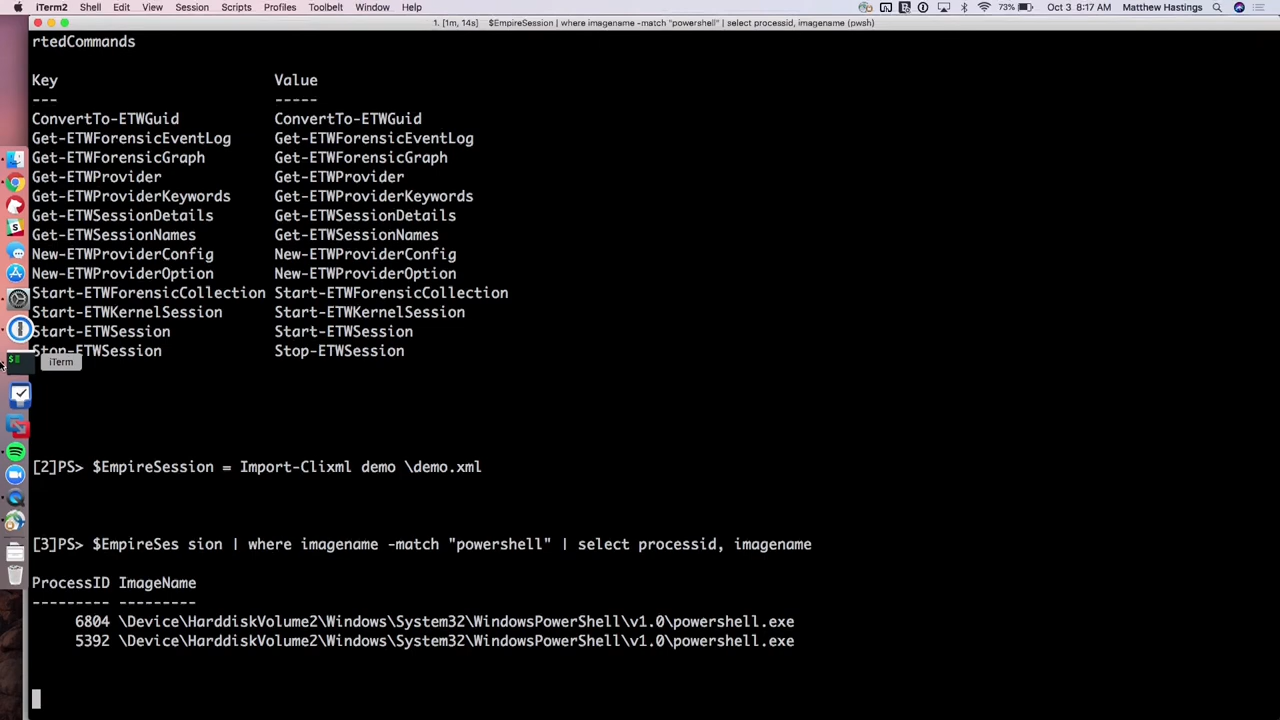 iTerm2 Shell Edit View Session Scripts Profiles Toolbelt Window Help 73% Oct 3 8:17 AM Matthew Hastings
1. [1m, 14s] $EmpireSession | where imagename -match "powershell" | select processid, imagename (pwsh)
rtedCommands
Key Value
--- -----
ConvertTo-ETWGuid ConvertTo-ETWGuid
Get-ETWForensicEventLog Get-ETWForensicEventLog
Get-ETWForensicGraph Get-ETWForensicGraph
Get-ETWProvider Get-ETWProvider
Get-ETWProviderKeywords Get-ETWProviderKeywords
Get-ETWSessionDetails Get-ETWSessionDetails
Get-ETWSessionNames Get-ETWSessionNames
New-ETWProviderConfig New-ETWProviderConfig
New-ETWProviderOption New-ETWProviderOption
Start-ETWForensicCollection Start-ETWForensicCollection
Start-ETWKernelSession Start-ETWKernelSession
Start-ETWSession Start-ETWSession
Stop-ETWSession Stop-ETWSession
iTerm
[2]PS> $EmpireSession = Import-Clixml demo \demo.xml
[3]PS> $EmpireSes sion | where imagename -match "powershell" | select processid, imagename
ProcessID ImageName
--------- ---------
6804 \Device\HarddiskVolume2\Windows\System32\WindowsPowerShell\v1.0\powershell.exe
5392 \Device\HarddiskVolume2\Windows\System32\WindowsPowerShell\v1.0\powershell.exe